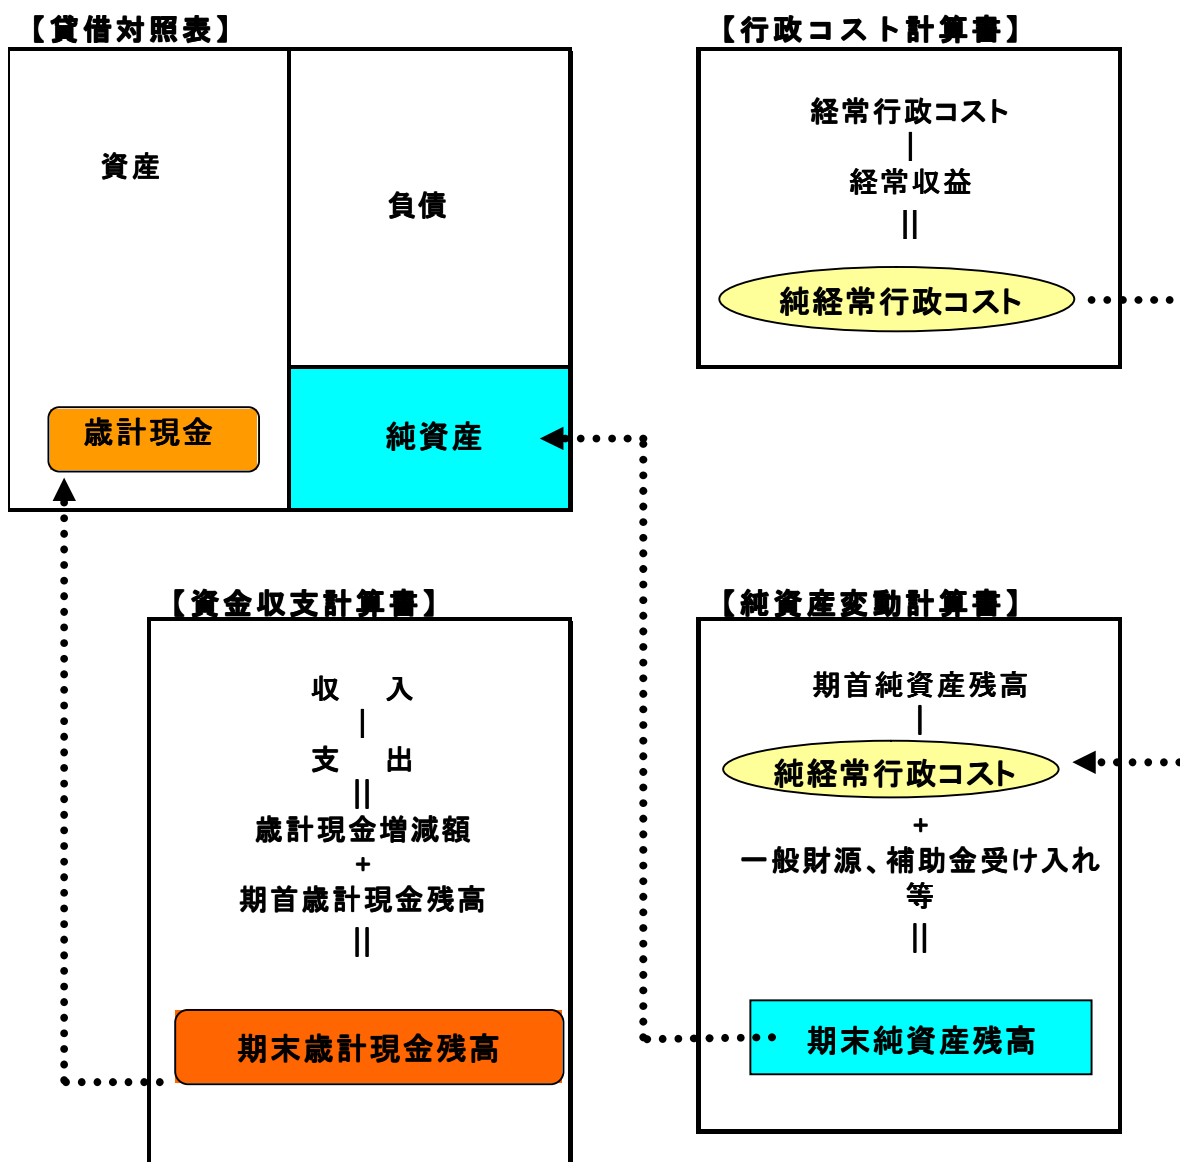 【貸借対照表】
資産
負債
歳計現金
純資産
【行政コスト計算書】
経常行政コスト
|
経常収益
||
純経常行政コスト
【資金収支計算書】
収　入
|
支　出
||
歳計現金増減額
+
期首歳計現金残高
||
期末歳計現金残高
【純資産変動計算書】
期首純資産残高
|
純経常行政コスト
+
一般財源、補助金受け入れ
等
||
期末純資産残高